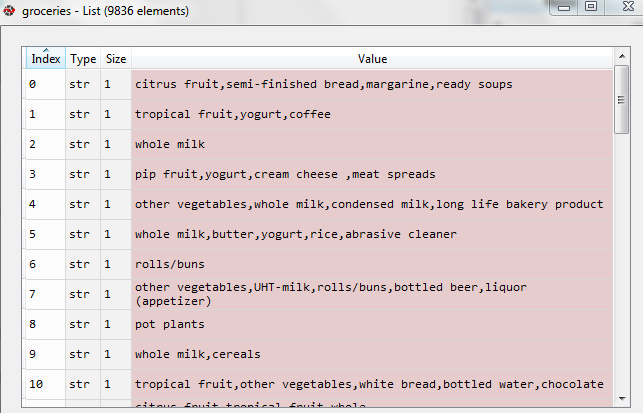 groceries - List (9836 elements)
Index Type Size Value
0 str 1 citrus fruit,semi-finished bread,margarine,ready soups
1 str 1 tropical fruit,yogurt,coffee
2 str 1 whole milk
3 str 1 pip fruit,yogurt,cream cheese ,meat spreads
4 str 1 other vegetables,whole milk,condensed milk,long life bakery product
5 str 1 whole milk,butter,yogurt,rice,abrasive cleaner
6 str 1 rolls/buns
7 str 1 other vegetables,UHT-milk,rolls/buns,bottled beer,liquor
(appetizer)
8 str 1 pot plants
9 str 1 whole milk,cereals
10 str 1 tropical fruit,other vegetables,white bread,bottled water,chocolate
citrus fruit,tropical fruit,whole